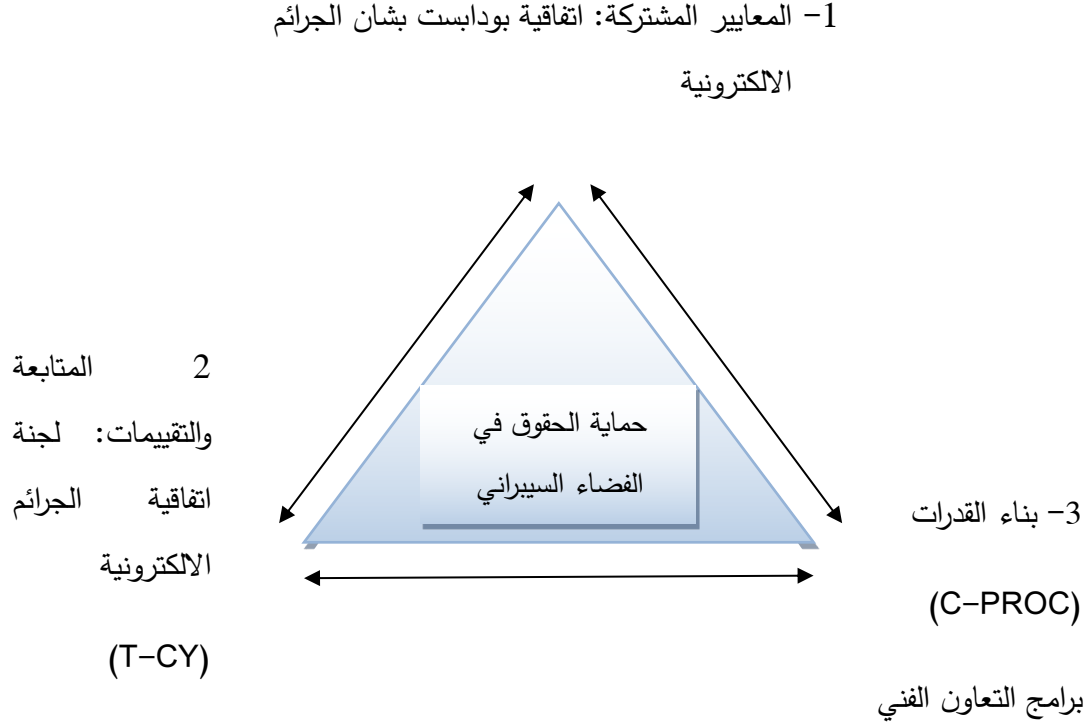 1- المعايير المشتركة: اتفاقية بودابست بشان الجرائم
الالكترونية
2 المتابعة
والتقييمات: لجنة
اتفاقية الجرائم
الالكترونية
(T-CY)
حماية الحقوق في
الفضاء السيبراني
3- بناء القدرات
(C-PROC)
برامج التعاون الفني